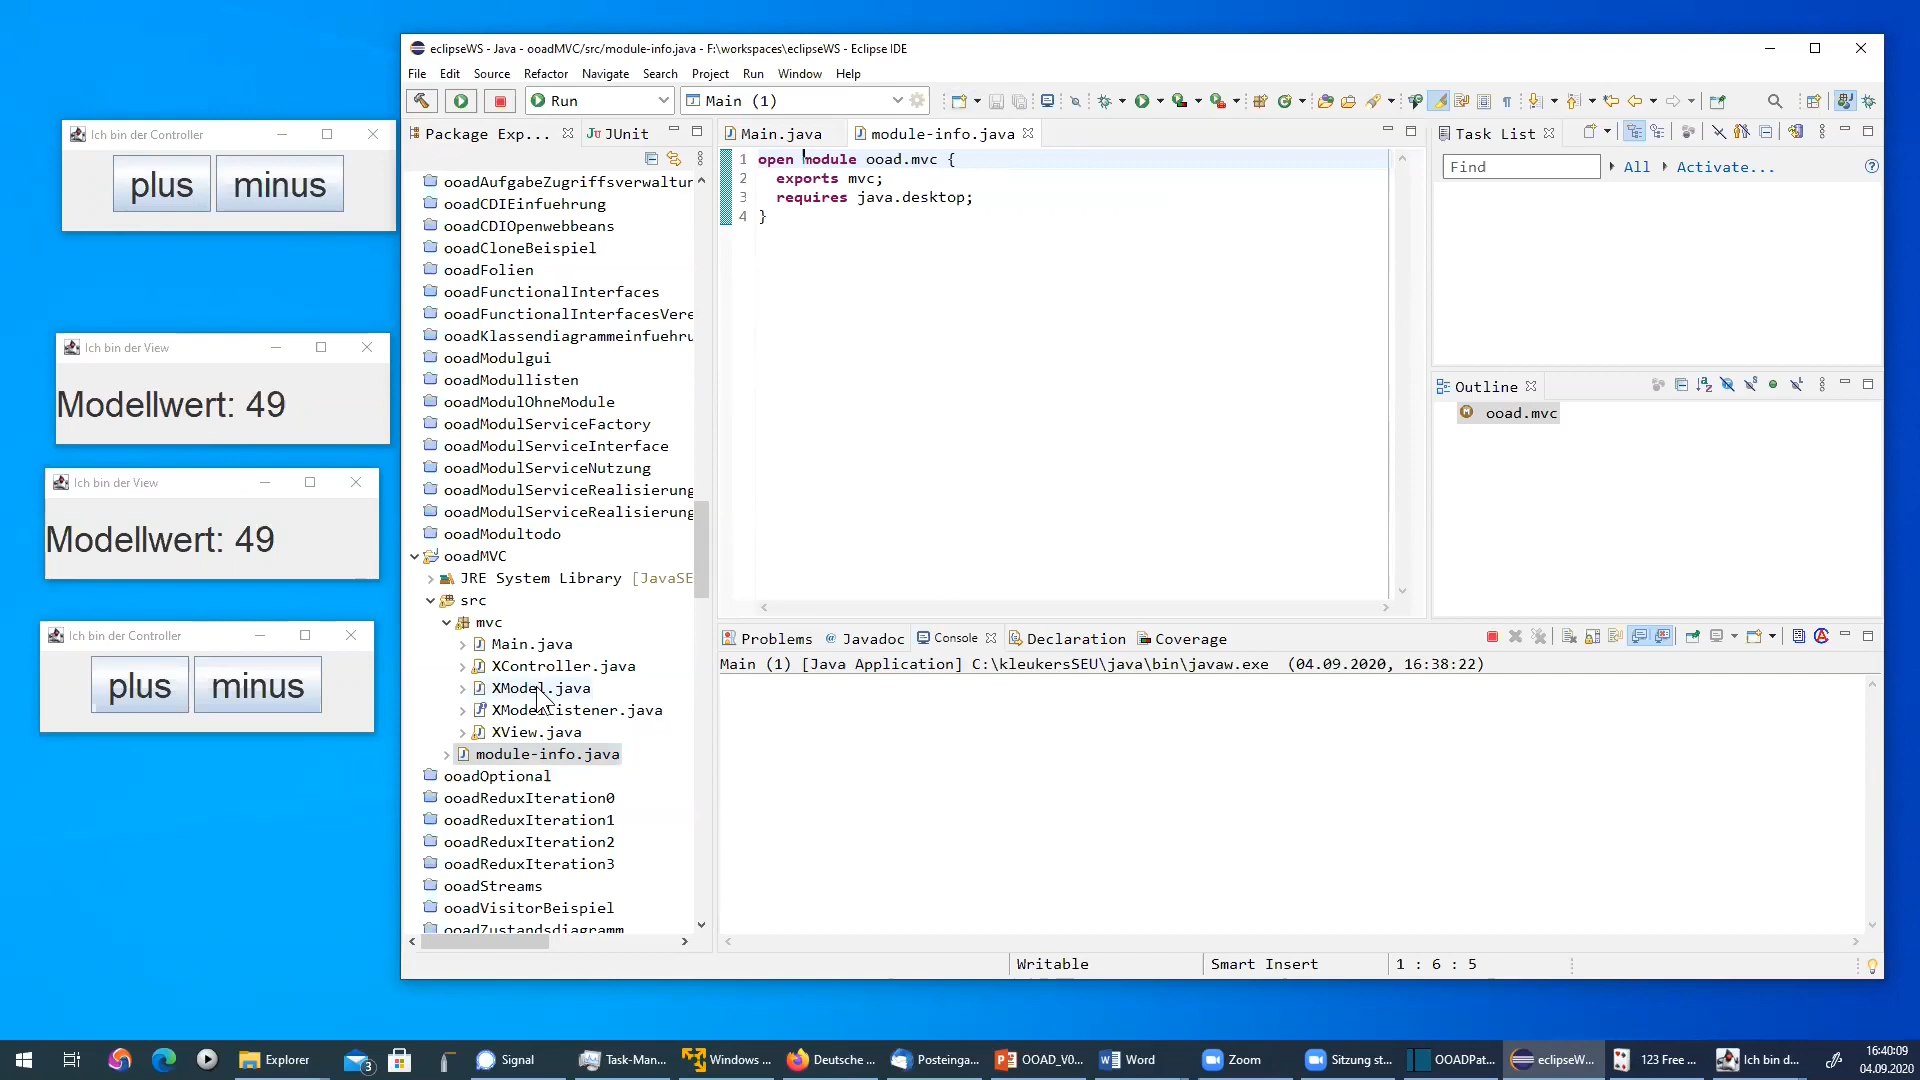 Ich bin der Controller
plus
minus
Ich bin der View
Modellwert: 49
Ich bin der View
Modellwert: 49
Ich bin der Controller
plus
minus
eclipseWS - Java - ooadMVC/src/module-info.java - F:\workspaces\eclipseWS - Eclipse IDE
File Edit Source Refactor Navigate Search Project Run Window Help
Run
Main (1)
Package Exp...
JUnit
ooadAufgabeZugriffsverwaltur
ooadCDIEinfuehrung
ooadCDIOpenwebbeans
ooadCloneBeispiel
ooadFolien
ooadFunctionalInterfaces
ooadFunctionalInterfacesVere
ooadKlassendiagrammeinfuehru
ooadModulgui
ooadModullisten
ooadModulOhneModule
ooadModulServiceFactory
ooadModulServiceInterface
ooadModulServiceNutzung
ooadModulServiceRealisierung
ooadModulServiceRealisierung
ooadModultodo
ooadMVC
JRE System Library [JavaSE
src
mvc
Main.java
XController.java
XModel.java
XModelListener.java
XView.java
module-info.java
ooadOptional
ooadReduxIteration0
ooadReduxIteration1
ooadReduxIteration2
ooadReduxIteration3
ooadStreams
ooadVisitorBeispiel
ooadZustandsdiagramm
Main.java
module-info.java
1 open module ooad.mvc {
2 exports mvc;
3 requires java.desktop;
4 }
Task List
Find
All
Activate...
Outline
ooad.mvc
Problems
@ Javadoc
Console
Declaration
Coverage
Main (1) [Java Application] C:\kleukersSEU\java\bin\javaw.exe (04.09.2020, 16:38:22)
Writable
Smart Insert
1 : 6 : 5
Explorer
3
Signal
Task-Man...
Windows ...
Deutsche ...
Posteinga...
OOAD_V0...
Word
Zoom
Sitzung st...
OOADPat...
eclipseW...
123 Free ...
Ich bin d...
16:40:09
04.09.2020